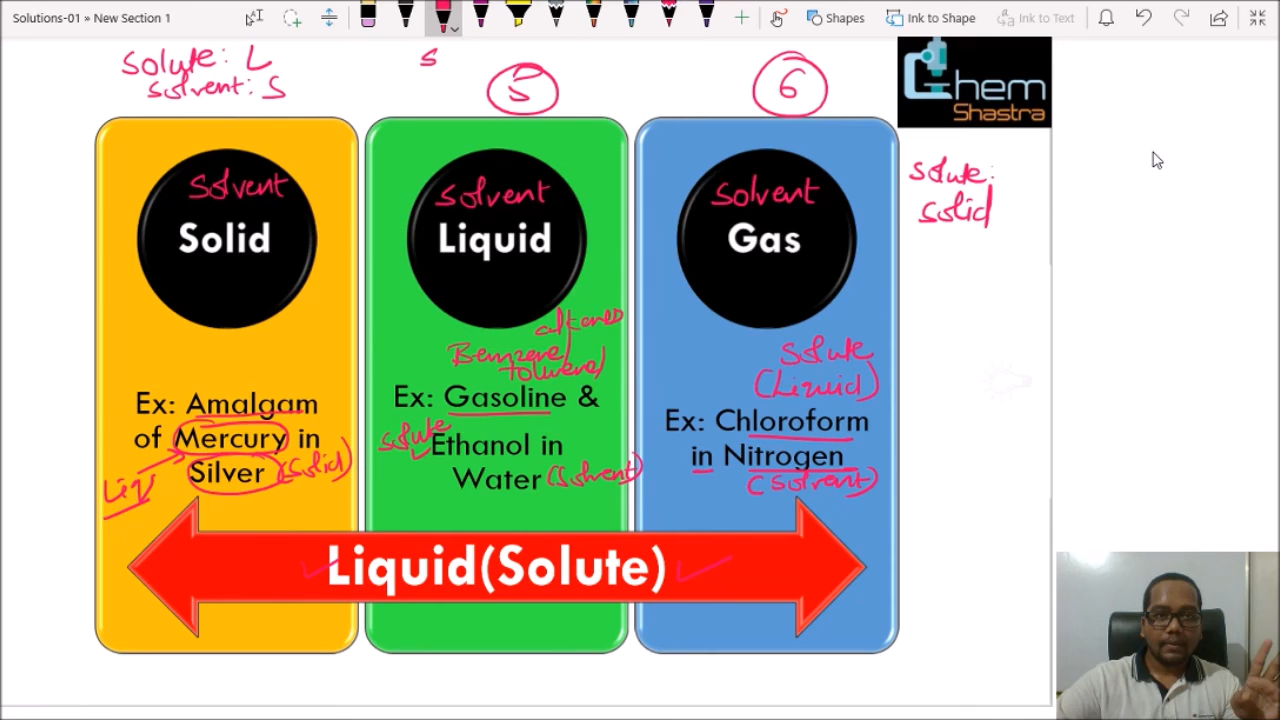 Solutions-01 » New Section 1
Shapes
Ink to Shape
Ink to Text
Solute: L
Solvent: S
S
5
6
Chem
Shastra
Solvent
Solid
Solvent
Liquid
Solvent
Gas
Solute:
Solid
alkanes
Benzene/
toluene/
Solute
(Liquid)
Ex: Amalgam
of Mercury in
Silver (Solid)
Liq
Ex: Gasoline &
Solute
Ethanol in
Water (Solvent)
Ex: Chloroform
in Nitrogen
(Solvent)
Liquid(Solute)